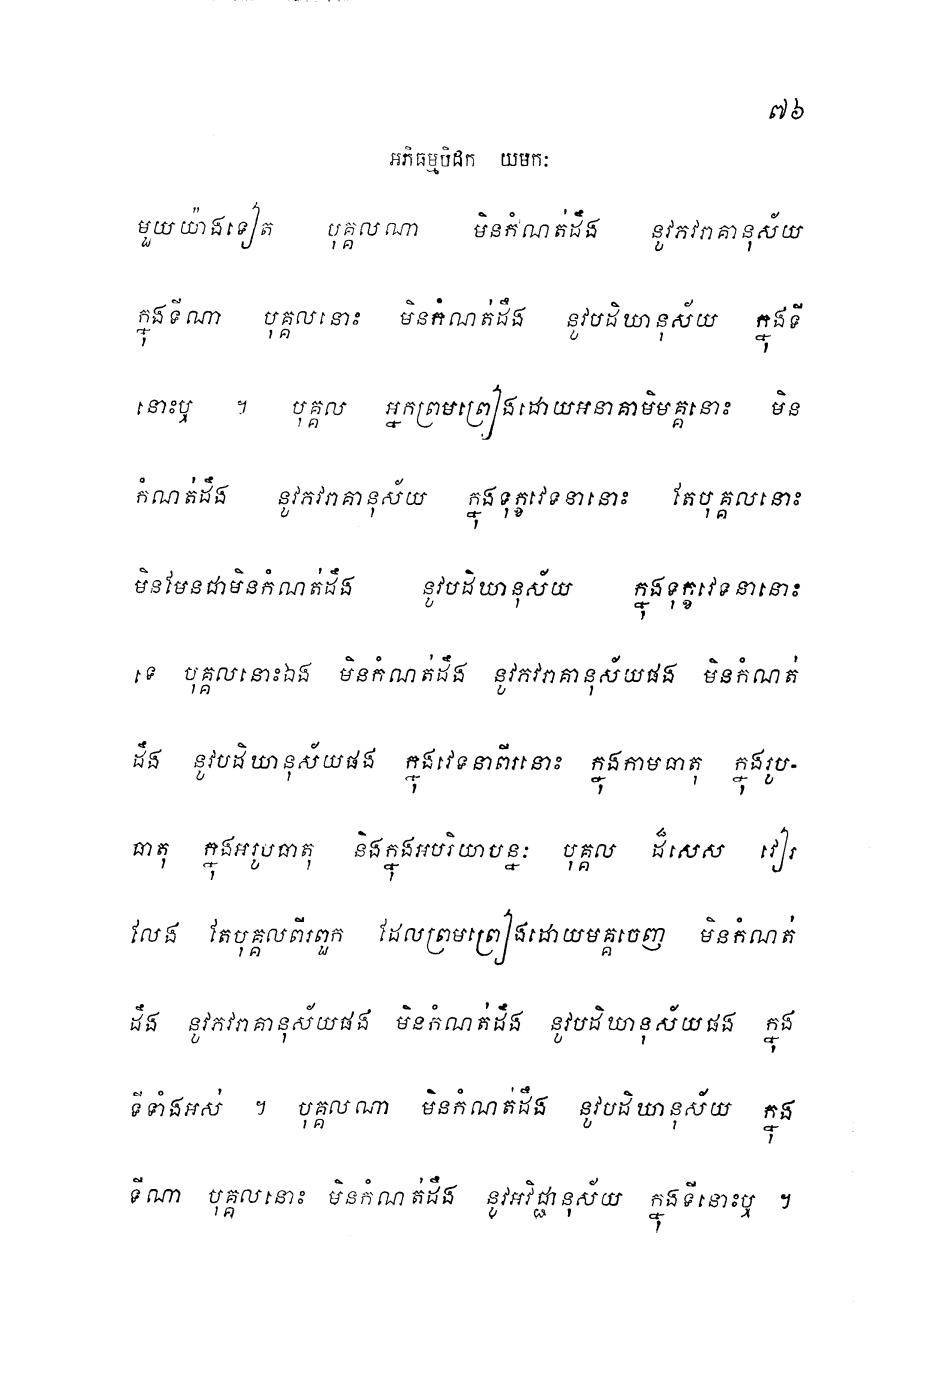 ៧៦
អភិធម្មបិដក យមកៈ
មួយយ៉ាងទៀត បុគ្គលណា មិនកំណត់ដឹង នូវភវរាគានុស័យ
ក្នុងទីណា បុគ្គលនោះ មិនកំណត់ដឹង នូវបដិឃានុស័យ ក្នុងទី
នោះឬ ។ បុគ្គល អ្នកព្រមព្រៀងដោយអនាគាមិមគ្គនោះ មិន
កំណត់ដឹង នូវភវរាគានុស័យ ក្នុងទុក្ខវេទនានោះ តែបុគ្គលនោះ
មិនមែនជាមិនកំណត់ដឹង នូវបដិឃានុស័យ ក្នុងទុក្ខវេទនានោះ
ទេ បុគ្គលនោះឯង មិនកំណត់ដឹង នូវភវរាគានុស័យផង មិនកំណត់
ដឹង នូវបដិឃានុស័យផង ក្នុងវេទនាពីរនោះ ក្នុងកាមធាតុ ក្នុងរូប-
ធាតុ ក្នុងអរូបធាតុ និងក្នុងអបរិយាបន្នៈ បុគ្គល ដ៏សេស វៀរ
លែង តែបុគ្គលពីរពួក ដែលព្រមព្រៀងដោយមគ្គចេញ មិនកំណត់
ដឹង នូវភវរាគានុស័យផង មិនកំណត់ដឹង នូវបដិឃានុស័យផង ក្នុង
ទីទាំងអស់ ។ បុគ្គលណា មិនកំណត់ដឹង នូវបដិឃានុស័យ ក្នុង
ទីណា បុគ្គលនោះ មិនកំណត់ដឹង នូវអវិជ្ជានុស័យ ក្នុងទីនោះឬ ។